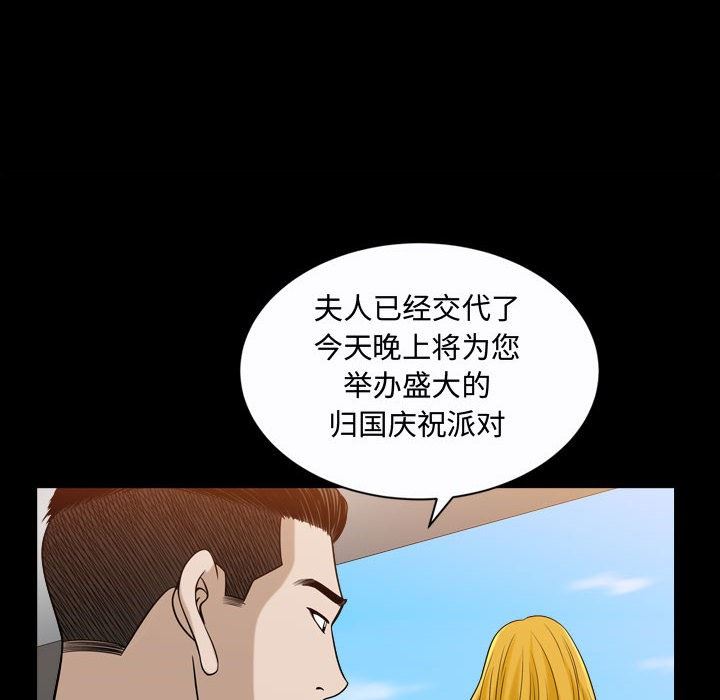 夫人已经交代了
今天晚上将为您
举办盛大的
归国庆祝派对